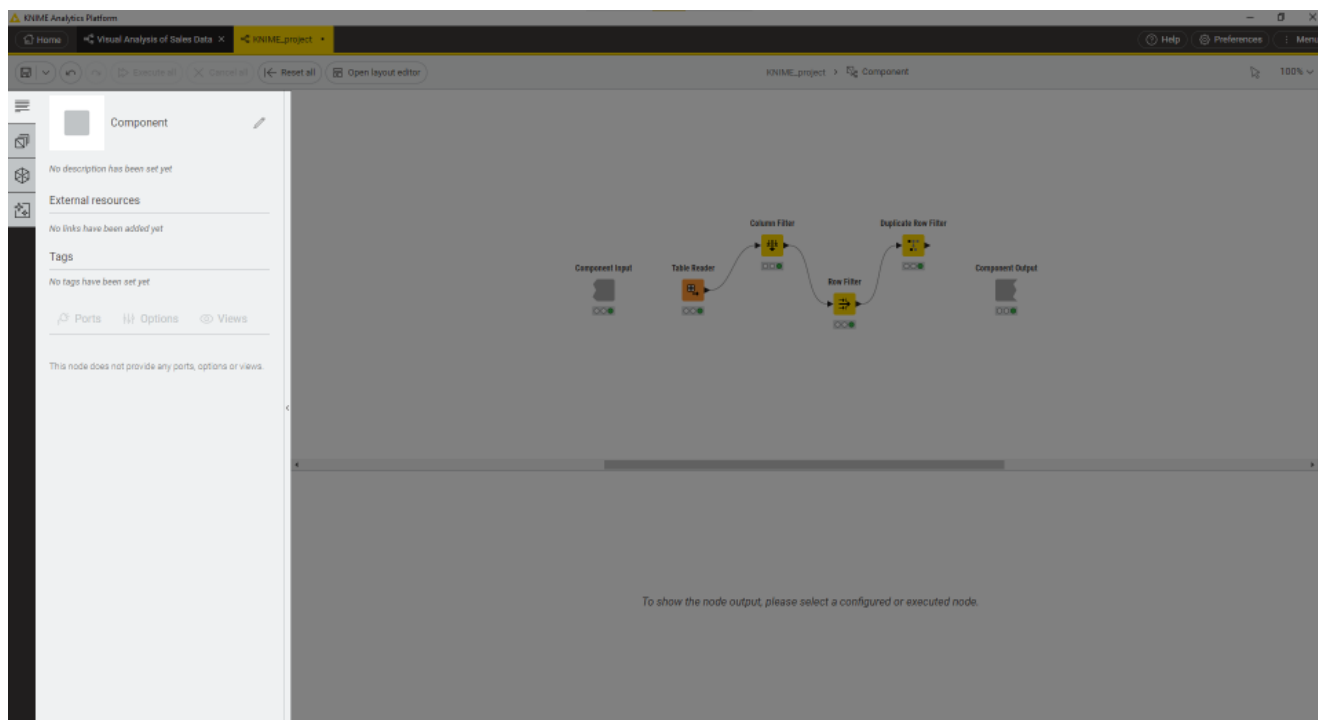 KNIME Analytics Platform
Home
Visual Analysis of Sales Data
KNIME_project
Help
Preferences
Menu
Execute all
Cancel all
Reset all
Open layout editor
KNIME_project > Component
100%
Component
No description has been set yet
External resources
No links have been added yet
Tags
No tags have been set yet
Ports
Options
Views
This node does not provide any ports, options or views.
Column Filter
Duplicate Row Filter
Component Input
Table Reader
Row Filter
Component Output
To show the node output, please select a configured or executed node.